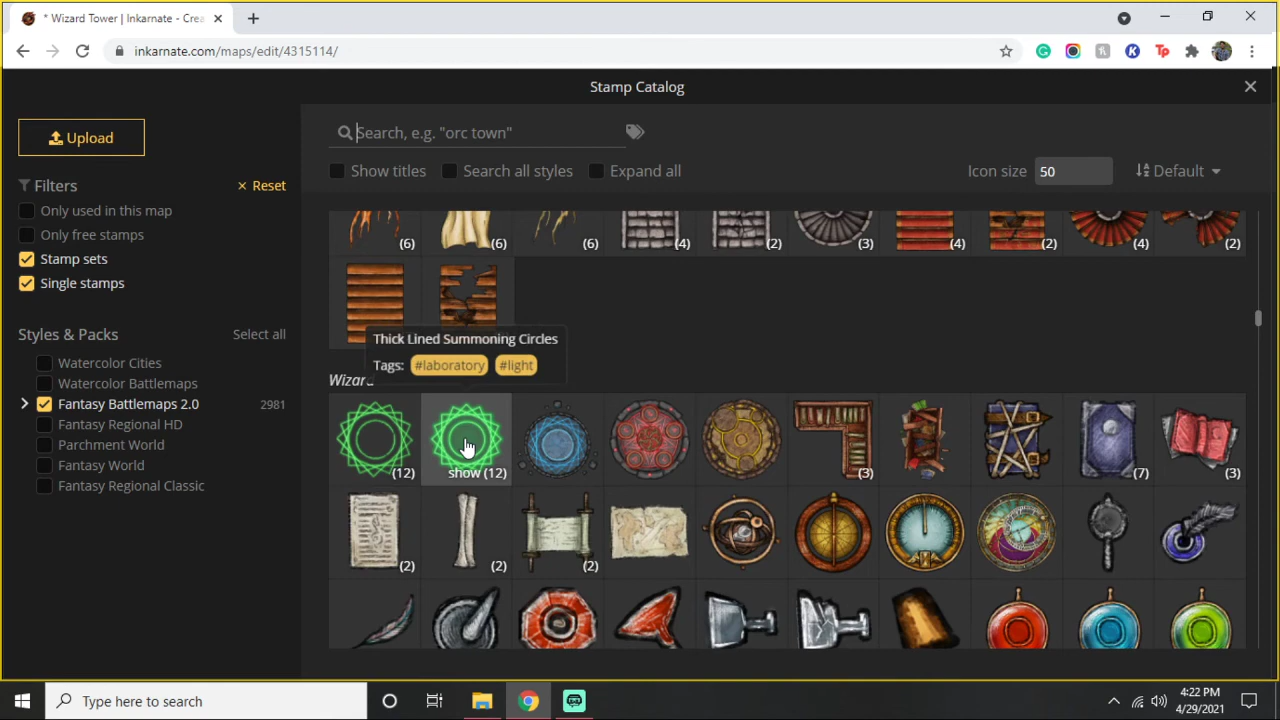 * Wizard Tower | Inkarnate - Crea
inkarnate.com/maps/edit/4315114/
Stamp Catalog
Upload
Search, e.g. "orc town"
Show titles
Search all styles
Expand all
Icon size
50
Default
Filters
Reset
Only used in this map
Only free stamps
Stamp sets
Single stamps
Styles & Packs
Select all
Watercolor Cities
Watercolor Battlemaps
Fantasy Battlemaps 2.0
2981
Fantasy Regional HD
Parchment World
Fantasy World
Fantasy Regional Classic
(6) (6) (6) (4) (2) (3) (4) (2) (4) (2)
Thick Lined Summoning Circles
Tags: #laboratory #light
Wizard
(12) show (12) (3) (7) (3)
(2) (2) (2)
Type here to search
4:22 PM
4/29/2021